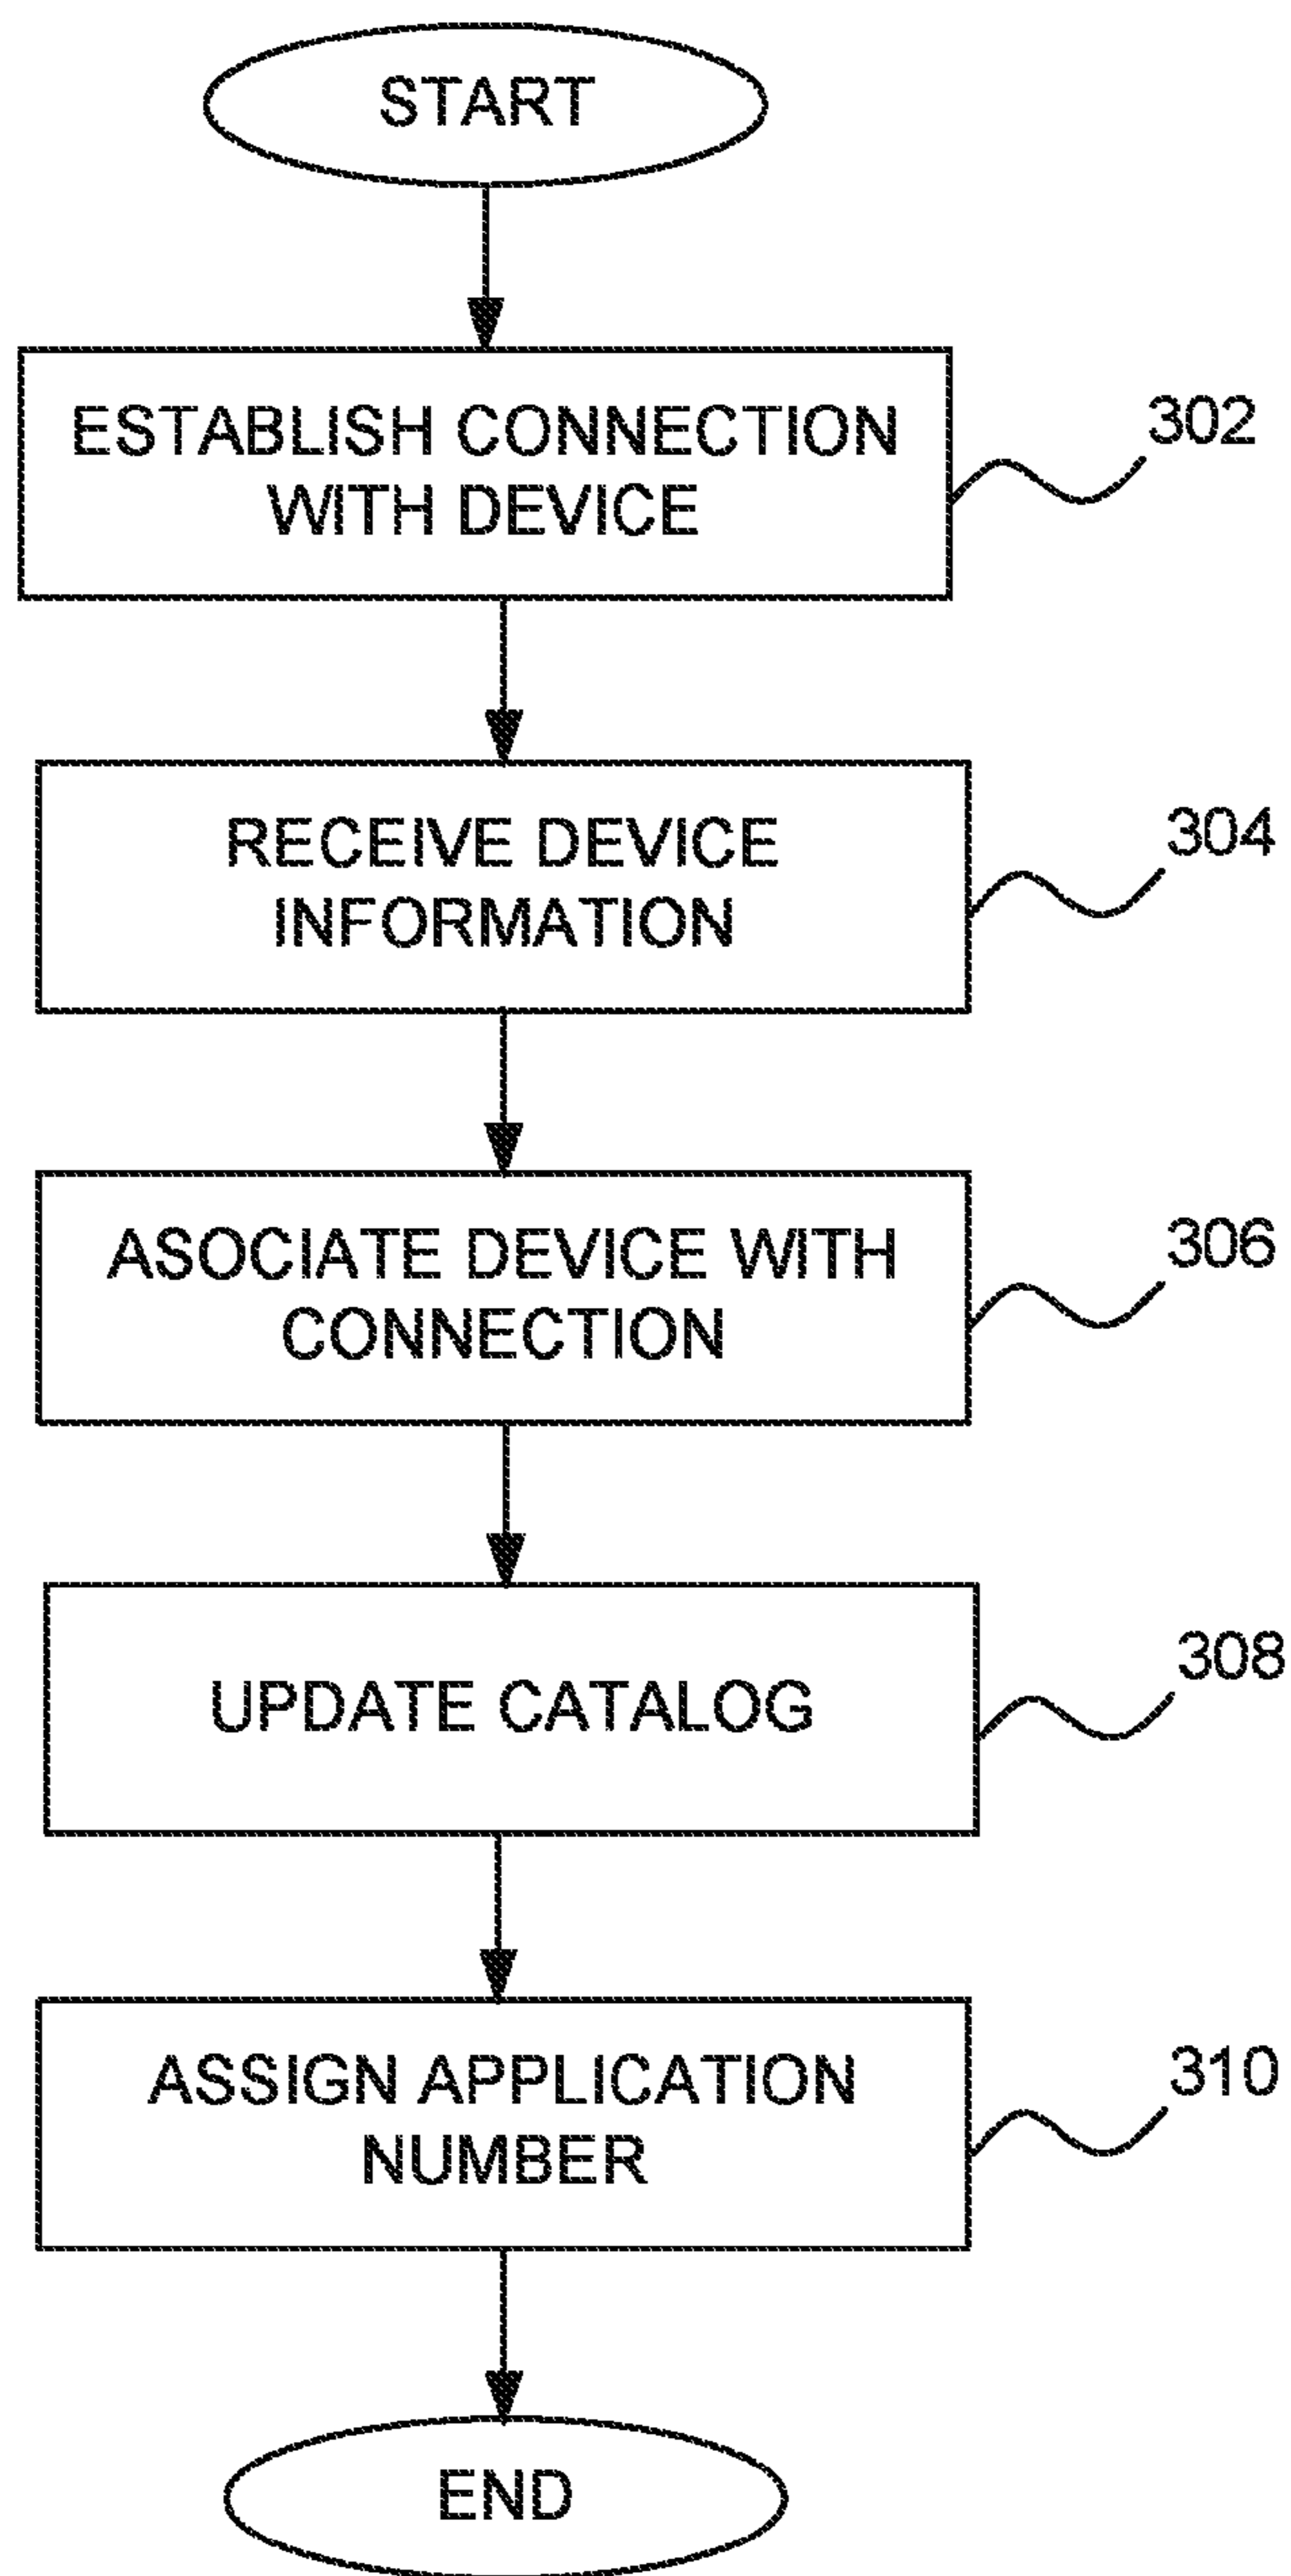 START
ESTABLISH CONNECTION
WITH DEVICE
302
RECEIVE DEVICE
INFORMATION
304
ASOCIATE DEVICE WITH
CONNECTION
306
UPDATE CATALOG
308
ASSIGN APPLICATION
NUMBER
310
END